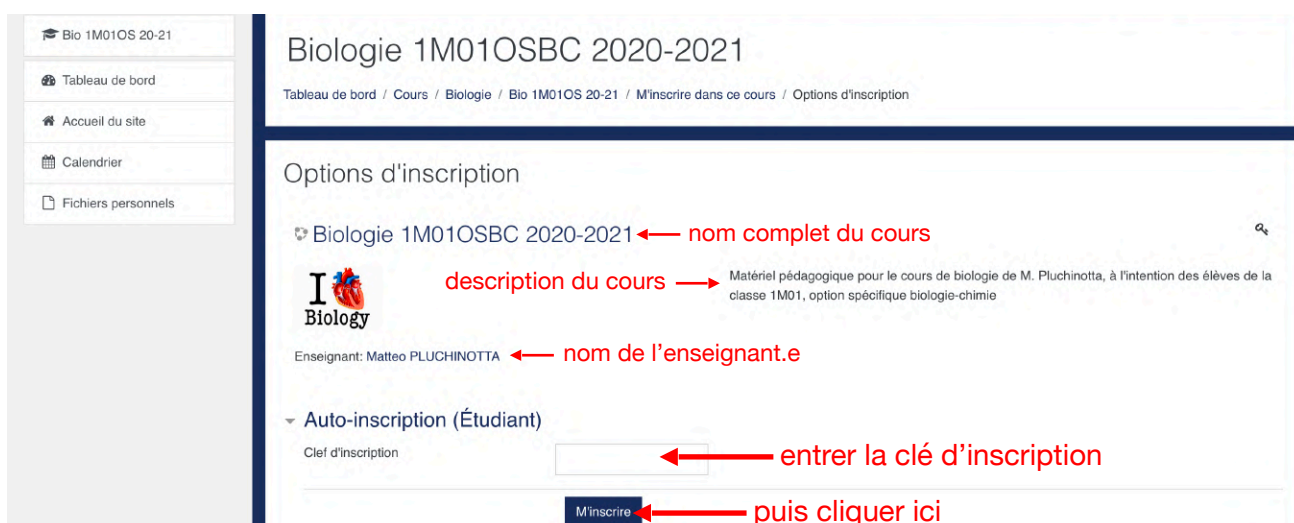 Bio 1M01OS 20-21
Tableau de bord
Accueil du site
Calendrier
Fichiers personnels
Biologie 1M01OSBC 2020-2021
Tableau de bord / Cours / Biologie / Bio 1M01OS 20-21 / M'inscrire dans ce cours / Options d'inscription
Options d'inscription
Biologie 1M01OSBC 2020-2021 nom complet du cours
I
Biology
description du cours
Matériel pédagogique pour le cours de biologie de M. Pluchinotta, à l'intention des élèves de la
classe 1M01, option spécifique biologie-chimie
Enseignant: Matteo PLUCHINOTTA nom de l'enseignant.e
Auto-inscription (Étudiant)
Clef d'inscription entrer la clé d'inscription
M'inscrire puis cliquer ici